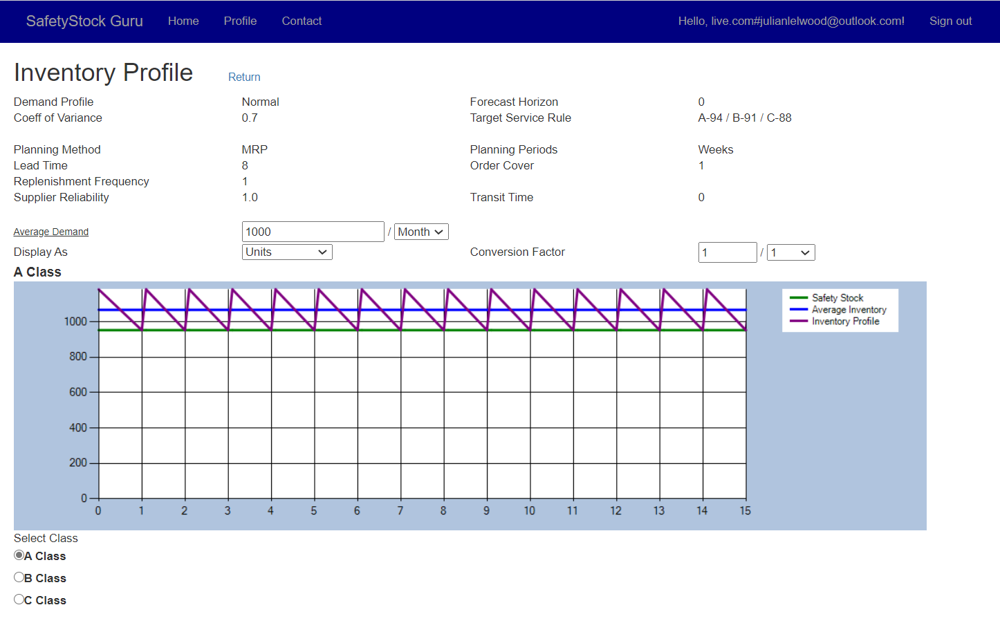 SafetyStock Guru Home Profile Contact Hello, live.com#julianlelwood@outlook.com! Sign out
Inventory Profile Return
Demand Profile Normal Forecast Horizon 0
Coeff of Variance 0.7 Target Service Rule A-94 / B-91 / C-88
Planning Method MRP Planning Periods Weeks
Lead Time 8 Order Cover 1
Replenishment Frequency 1
Supplier Reliability 1.0 Transit Time 0
Average Demand 1000 / Month
Display As Units Conversion Factor 1 / 1
A Class
Safety Stock
Average Inventory
Inventory Profile
1000
800
600
400
200
0
0 1 2 3 4 5 6 7 8 9 10 11 12 13 14 15
Select Class
A Class
B Class
C Class